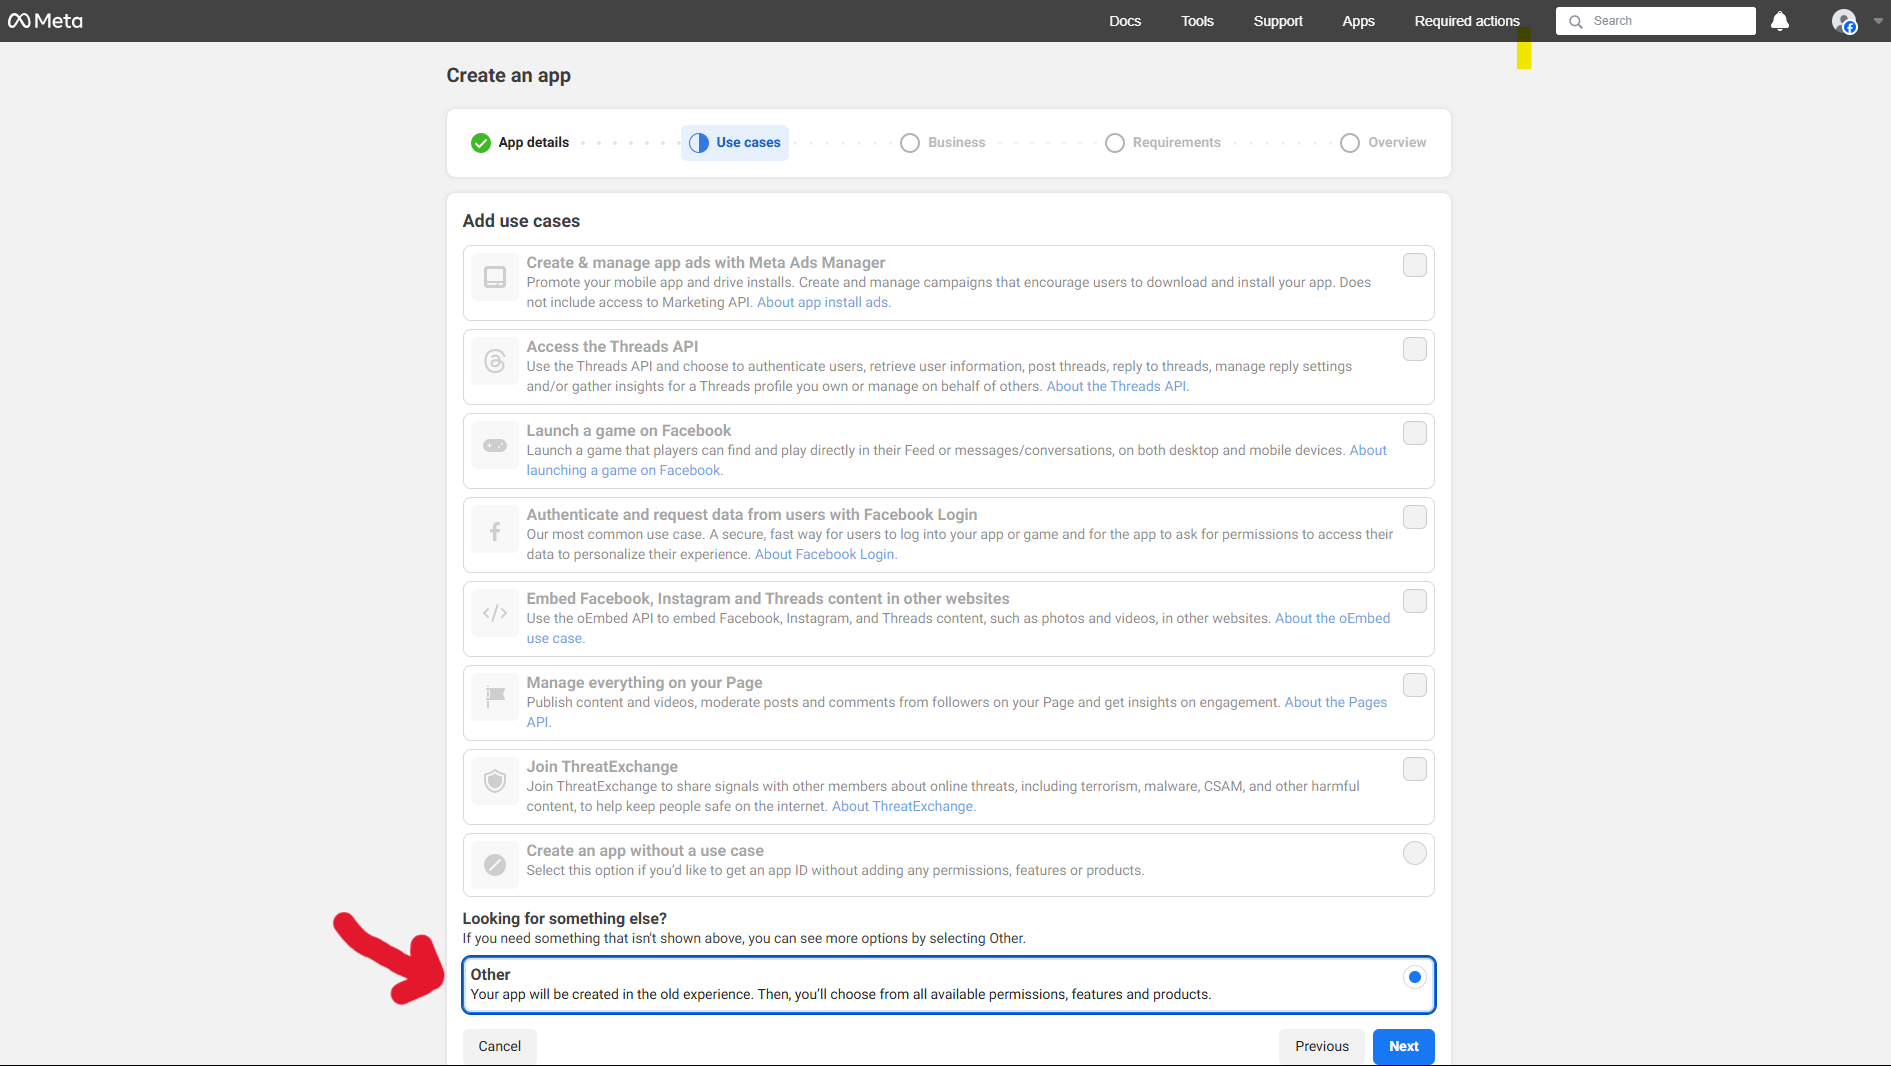 Meta
Docs
Tools
Support
Apps
Required actions
Search
Create an app
App details
Use cases
Business
Requirements
Overview
Add use cases
Create & manage app ads with Meta Ads Manager
Promote your mobile app and drive installs. Create and manage campaigns that encourage users to download and install your app. Does
not include access to Marketing API. About app install ads.
Access the Threads API
Use the Threads API and choose to authenticate users, retrieve user information, post threads, reply to threads, manage reply settings
and/or gather insights for a Threads profile you own or manage on behalf of others. About the Threads API.
Launch a game on Facebook
Launch a game that players can find and play directly in their Feed or messages/conversations, on both desktop and mobile devices. About
launching a game on Facebook.
Authenticate and request data from users with Facebook Login
Our most common use case. A secure, fast way for users to log into your app or game and for the app to ask for permissions to access their
data to personalize their experience. About Facebook Login.
Embed Facebook, Instagram and Threads content in other websites
Use the oEmbed API to embed Facebook, Instagram, and Threads content, such as photos and videos, in other websites. About the oEmbed
use case.
Manage everything on your Page
Publish content and videos, moderate posts and comments from followers on your Page and get insights on engagement. About the Pages
API.
Join ThreatExchange
Join ThreatExchange to share signals with other members about online threats, including terrorism, malware, CSAM, and other harmful
content, to help keep people safe on the internet. About ThreatExchange.
Create an app without a use case
Select this option if you'd like to get an app ID without adding any permissions, features or products.
Looking for something else?
If you need something that isn't shown above, you can see more options by selecting Other.
Other
Your app will be created in the old experience. Then, you'll choose from all available permissions, features and products.
Cancel
Previous
Next